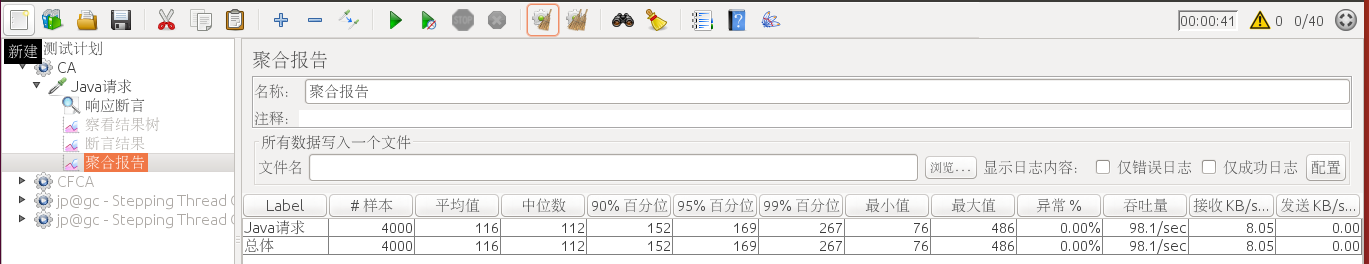 00:00:41 0 0/40
新建
测试计划
CA
Java请求
响应断言
察看结果树
断言结果
聚合报告
CFCA
jp@gc - Stepping Thread
jp@gc - Stepping Thread
聚合报告
名称： 聚合报告
注释：
所有数据写入一个文件
文件名 浏览... 显示日志内容： 仅错误日志 仅成功日志 配置
Label # 样本 平均值 中位数 90% 百分位 95% 百分位 99% 百分位 最小值 最大值 异常 % 吞吐量 接收 KB/s... 发送 KB/s...
Java请求 4000 116 112 152 169 267 76 486 0.00% 98.1/sec 8.05 0.00
总体 4000 116 112 152 169 267 76 486 0.00% 98.1/sec 8.05 0.00